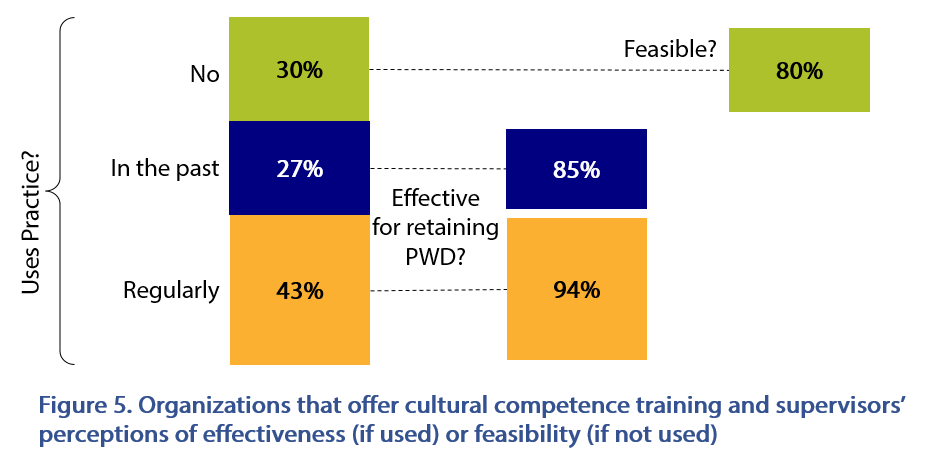 Uses Practice?
No
30%
Feasible?
80%
In the past
27%
85%
Effective
for retaining
PWD?
Regularly
43%
94%
Figure 5. Organizations that offer cultural competence training and supervisors’
perceptions of effectiveness (if used) or feasibility (if not used)